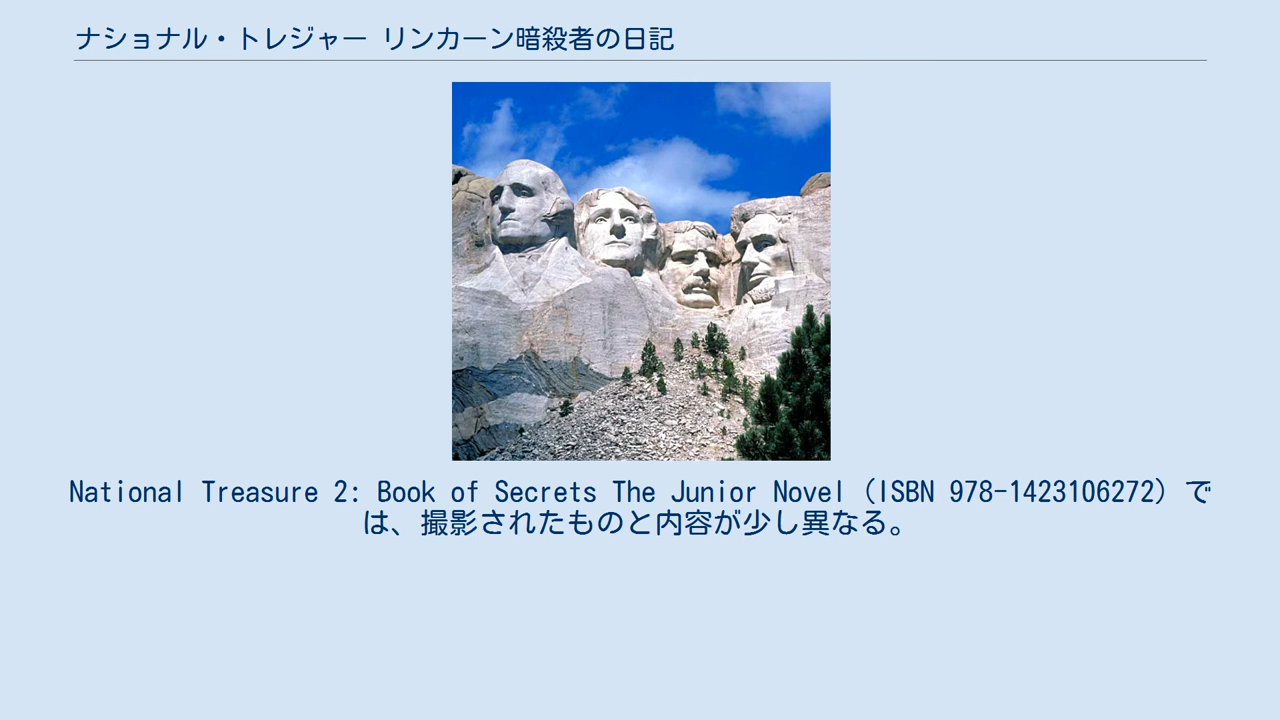 ナショナル・トレジャー リンカーン暗殺者の日記
National Treasure 2: Book of Secrets The Junior Novel (ISBN 978-1423106272) で
は、撮影されたものと内容が少し異なる。